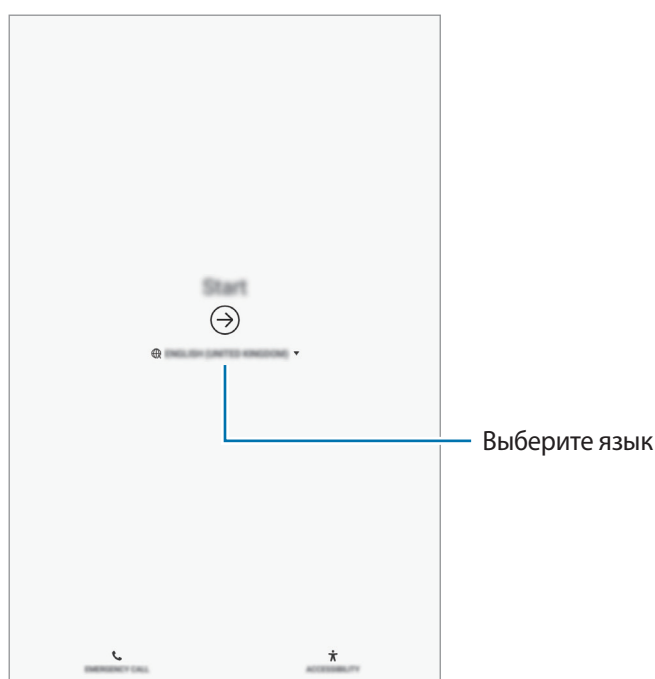 Start
ENGLISH (UNITED KINGDOM)
Выберите язык
EMERGENCY CALL
ACCESSIBILITY